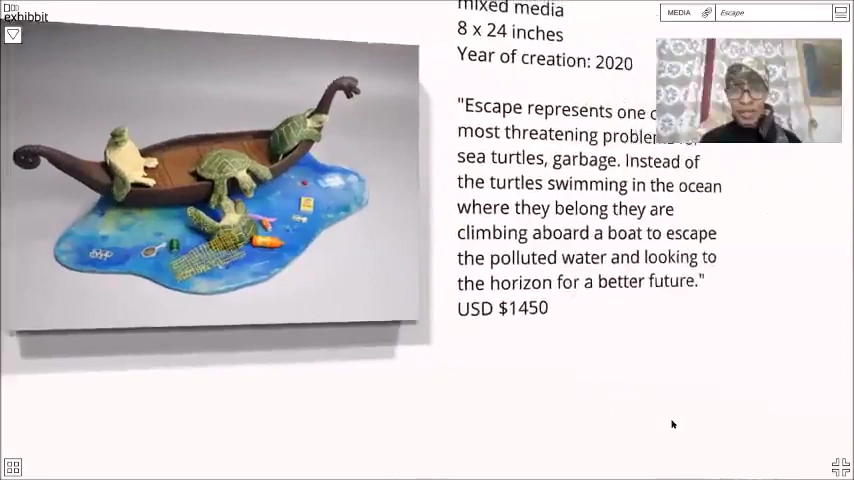 exhibbit
MEDIA
Escape
mixed media
8 x 24 inches
Year of creation: 2020
"Escape represents one
most threatening problems
sea turtles, garbage. Instead of
the turtles swimming in the ocean
where they belong they are
climbing aboard a boat to escape
the polluted water and looking to
the horizon for a better future."
USD $1450